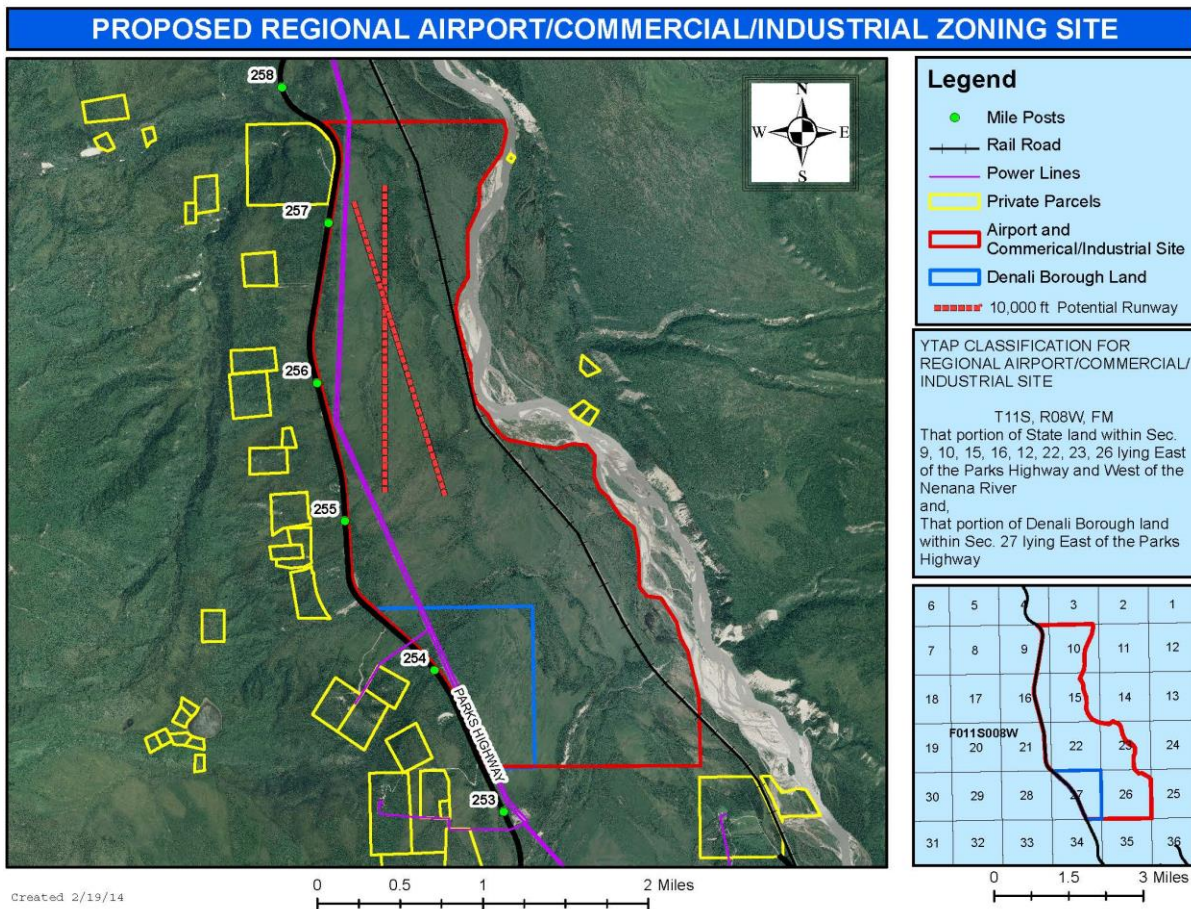 PROPOSED REGIONAL AIRPORT/COMMERCIAL/INDUSTRIAL ZONING SITE
258
257
256
255
254
253
PARKS HIGHWAY
N
W E
S
Legend
Mile Posts
Rail Road
Power Lines
Private Parcels
Airport and
Commerical/Industrial Site
Denali Borough Land
10,000 ft Potential Runway
YTAP CLASSIFICATION FOR
REGIONAL AIRPORT/COMMERCIAL/
INDUSTRIAL SITE
T11S, R08W, FM
That portion of State land within Sec.
9, 10, 15, 16, 12, 22, 23, 26 lying East
of the Parks Highway and West of the
Nenana River
and,
That portion of Denali Borough land
within Sec. 27 lying East of the Parks
Highway
6 5 4 3 2 1
7 8 9 10 11 12
18 17 16 15 14 13
F011S008W
19 20 21 22 23 24
30 29 28 27 26 25
31 32 33 34 35 36
0 1.5 3 Miles
0 0.5 1 2 Miles
Created 2/19/14